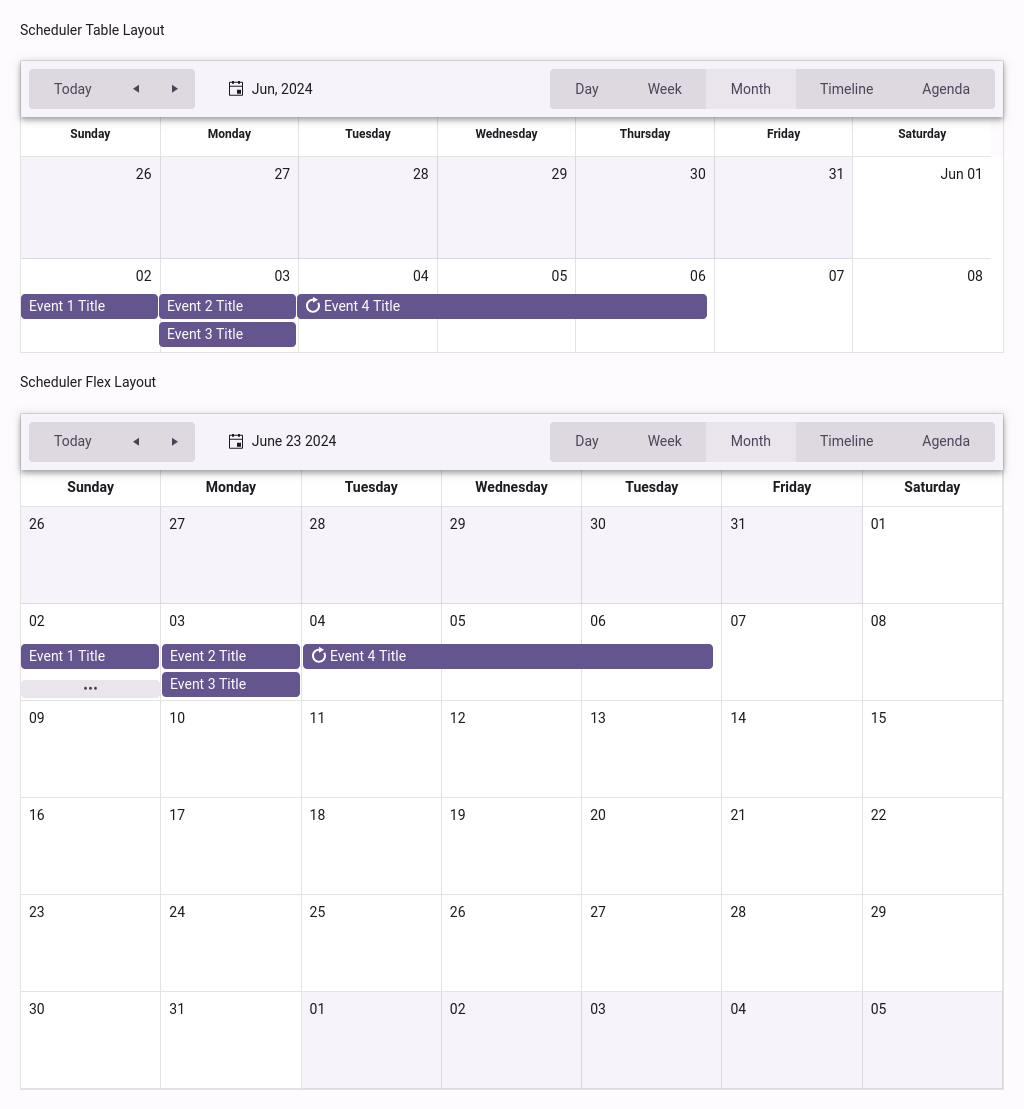 Scheduler Table Layout
Today Jun, 2024 Day Week Month Timeline Agenda
Sunday Monday Tuesday Wednesday Thursday Friday Saturday
26 27 28 29 30 31 Jun 01
02 03 04 05 06 07 08
Event 1 Title Event 2 Title Event 4 Title
Event 3 Title
Scheduler Flex Layout
Today June 23 2024 Day Week Month Timeline Agenda
Sunday Monday Tuesday Wednesday Tuesday Friday Saturday
26 27 28 29 30 31 01
02 03 04 05 06 07 08
Event 1 Title Event 2 Title Event 4 Title
Event 3 Title
09 10 11 12 13 14 15
16 17 18 19 20 21 22
23 24 25 26 27 28 29
30 31 01 02 03 04 05